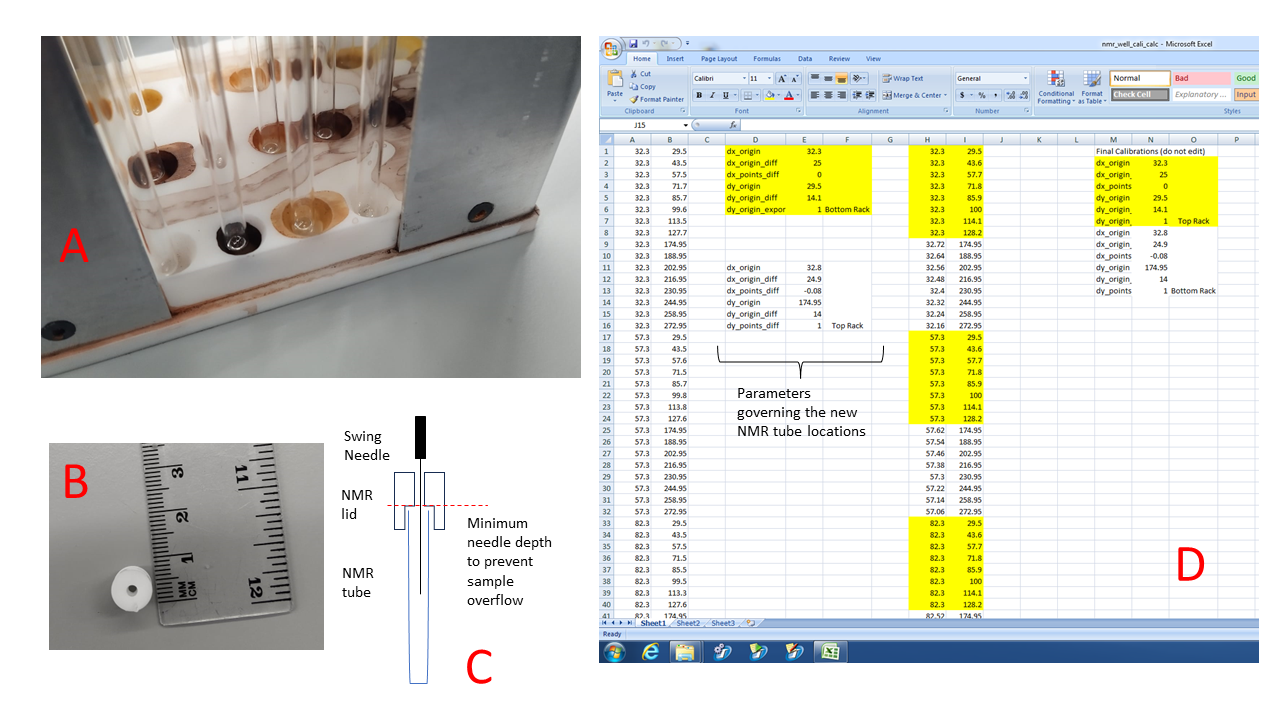 A
B
3
2
1
MM
CM
11
12
Swing
Needle
NMR
lid
NMR
tube
Minimum
needle depth
to prevent
sample
overflow
C
nmr_well_cali_calc - Microsoft Excel
Home Insert Page Layout Formulas Data Review View
Paste Cut Copy Format Painter
Calibri 11 Wrap Text General
B I U Merge & Center $ % , Conditional Formatting as Table
Normal Bad Good
Check Cell Explanatory ... Input
Clipboard Font Alignment Number Styles
J15 fx
A B C D E F G H I J K L M N O P
1 32.3 29.5 dx_origin 32.3 32.3 29.5 Final Calibrations (do not edit)
2 32.3 43.5 dx_origin_diff 25 32.3 43.6 dx_origin 32.3
3 32.3 57.5 dx_points_diff 0 32.3 57.7 dx_origin_ 25
4 32.3 71.7 dy_origin 29.5 32.3 71.8 dx_points 0
5 32.3 85.7 dy_origin_diff 14.1 32.3 85.9 dy_origin 29.5
6 32.3 99.6 dy_origin_expor 1 Bottom Rack 32.3 100 dy_origin_ 14.1
7 32.3 113.5 32.3 114.1 dy_origin_ 1 Top Rack
8 32.3 127.7 32.3 128.2 dx_origin 32.8
9 32.3 174.95 32.72 174.95 dx_origin_ 24.9
10 32.3 188.95 32.64 188.95 dx_points -0.08
11 32.3 202.95 dx_origin 32.8 32.56 202.95 dy_origin 174.95
12 32.3 216.95 dx_origin_diff 24.9 32.48 216.95 dy_origin_ 14
13 32.3 230.95 dx_points_diff -0.08 32.4 230.95 dy_points 1 Bottom Rack
14 32.3 244.95 dy_origin 174.95 32.32 244.95
15 32.3 258.95 dy_origin_diff 14 32.24 258.95
16 32.3 272.95 dy_points_diff 1 Top Rack 32.16 272.95
17 57.3 29.5 57.3 29.5
18 57.3 43.5 57.3 43.6
19 57.3 57.6 57.3 57.7
20 57.3 71.5 57.3 71.8
21 57.3 85.7 57.3 85.9
22 57.3 99.8 57.3 100
23 57.3 113.8 57.3 114.1
24 57.3 127.6 57.3 128.2
25 57.3 174.95 57.62 174.95
26 57.3 188.95 57.54 188.95
27 57.3 202.95 57.46 202.95
28 57.3 216.95 57.38 216.95
29 57.3 230.95 57.3 230.95
30 57.3 244.95 57.22 244.95
31 57.3 258.95 57.14 258.95
32 57.3 272.95 57.06 272.95
33 82.3 29.5 82.3 29.5
34 82.3 43.5 82.3 43.6
35 82.3 57.5 82.3 57.7
36 82.3 71.5 82.3 71.8
37 82.3 85.5 82.3 85.9
38 82.3 99.5 82.3 100
39 82.3 113.3 82.3 114.1
40 82.3 127.6 82.3 128.2
41 82.3 174.95 82.52 174.95
Parameters
governing the new
NMR tube locations
D
Sheet1 Sheet2 Sheet3
Ready